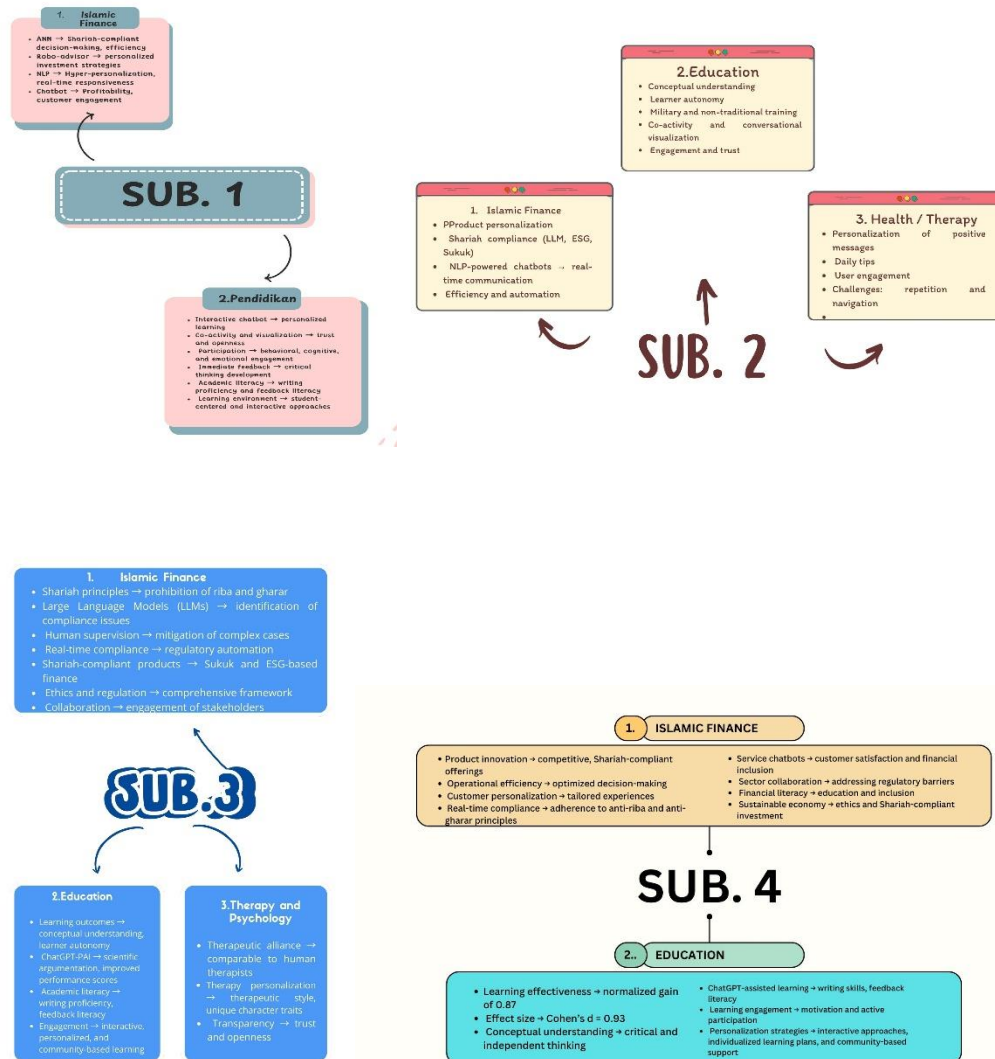 1. Islamic
Finance
• ANN → Shariah-compliant
decision-making, efficiency
• Robo-advisor → personalized
investment strategies
• NLP → Hyper-personalization,
real-time responsiveness
• Chatbot → Profitability,
customer engagement
SUB. 1
2.Pendidikan
• Interactive chatbot → personalized
learning
• Co-activity and visualization → trust
and openness
• Participation → behavioral, cognitive,
and emotional engagement
• Immediate feedback → critical
thinking development
• Academic literacy → writing
proficiency and feedback literacy
• Learning environment → student-
centered and interactive approaches
2.Education
• Conceptual understanding
• Learner autonomy
• Military and non-traditional training
• Co-activity and conversational
visualization
• Engagement and trust
1. Islamic Finance
• PProduct personalization
• Shariah compliance (LLM, ESG,
Sukuk)
• NLP-powered chatbots → real-
time communication
• Efficiency and automation
3. Health / Therapy
• Personalization of positive
messages
• Daily tips
• User engagement
• Challenges: repetition and
navigation
•
SUB. 2
1. Islamic Finance
• Shariah principles → prohibition of riba and gharar
• Large Language Models (LLMs) → identification of
compliance issues
• Human supervision → mitigation of complex cases
• Real-time compliance → regulatory automation
• Shariah-compliant products → Sukuk and ESG-based
finance
• Ethics and regulation → comprehensive framework
• Collaboration → engagement of stakeholders
SUB.3
2.Education
• Learning outcomes →
conceptual understanding,
learner autonomy
• ChatGPT-PAI → scientific
argumentation, improved
performance scores
• Academic literacy →
writing proficiency,
feedback literacy
• Engagement → interactive,
personalized, and
community-based learning
3.Therapy and
Psychology
• Therapeutic alliance →
comparable to human
therapists
• Therapy personalization
→ therapeutic style,
unique character traits
• Transparency → trust
and openness
1. ISLAMIC FINANCE
• Product innovation → competitive, Shariah-compliant
offerings
• Operational efficiency → optimized decision-making
• Customer personalization → tailored experiences
• Real-time compliance → adherence to anti-riba and anti-
gharar principles
• Service chatbots → customer satisfaction and financial
inclusion
• Sector collaboration → addressing regulatory barriers
• Financial literacy → education and inclusion
• Sustainable economy → ethics and Shariah-compliant
investment
SUB. 4
2.. EDUCATION
• Learning effectiveness → normalized gain
of 0.87
• Effect size → Cohen's d = 0.93
• Conceptual understanding → critical and
independent thinking
• ChatGPT-assisted learning → writing skills, feedback
literacy
• Learning engagement → motivation and active
participation
• Personalization strategies → interactive approaches,
individualized learning plans, and community-based
support